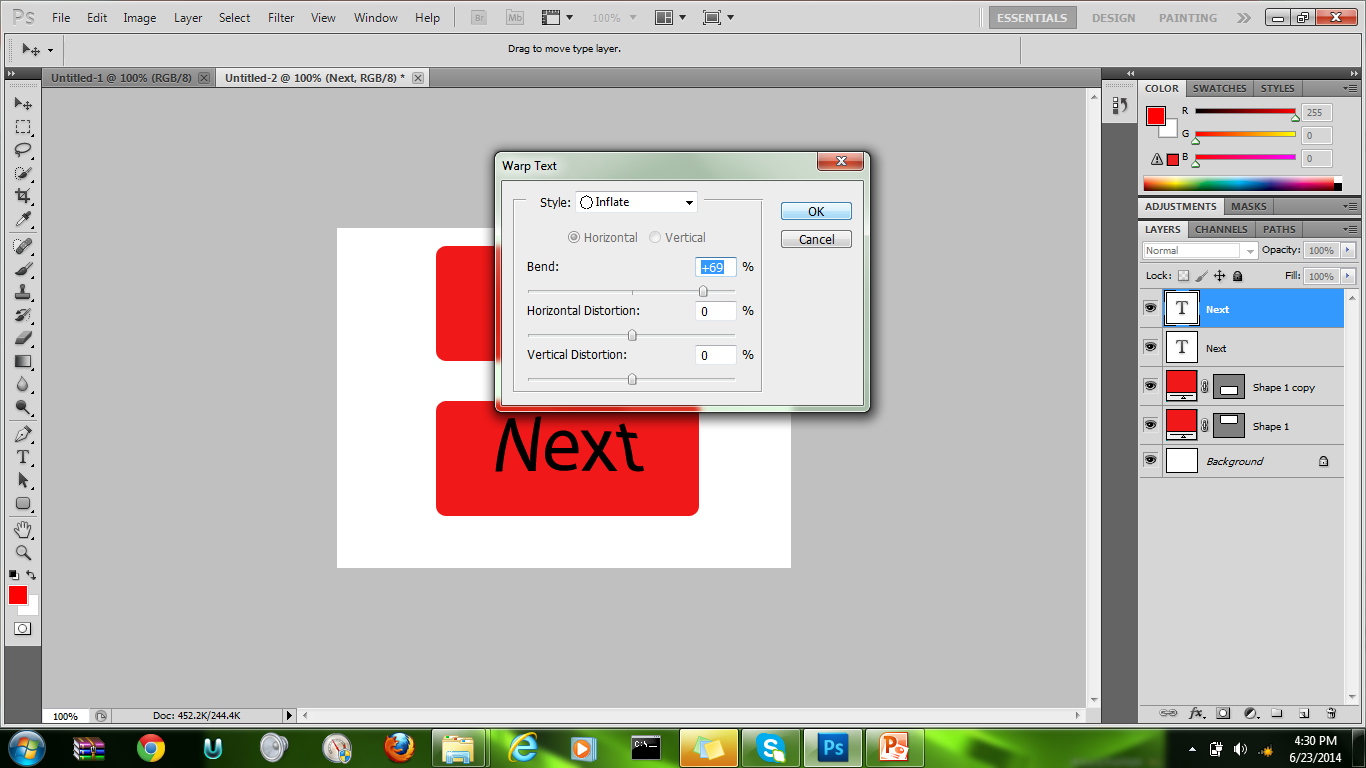 Ps File Edit Image Layer Select Filter View Window Help Br Mb 100% ESSENTIALS DESIGN PAINTING
Drag to move type layer.
Untitled-1 @ 100% (RGB/8) Untitled-2 @ 100% (Next, RGB/8) *
COLOR SWATCHES STYLES
R 255
G 0
B 0
Warp Text
Style: Inflate
OK
Horizontal Vertical
Cancel
Bend: +69 %
Horizontal Distortion: 0 %
Vertical Distortion: 0 %
Next
ADJUSTMENTS MASKS
LAYERS CHANNELS PATHS
Normal Opacity: 100%
Lock: Fill: 100%
T Next
T Next
Shape 1 copy
Shape 1
Background
100% Doc: 452.2K/244.4K
fx
C:\
Ps
4:30 PM
6/23/2014